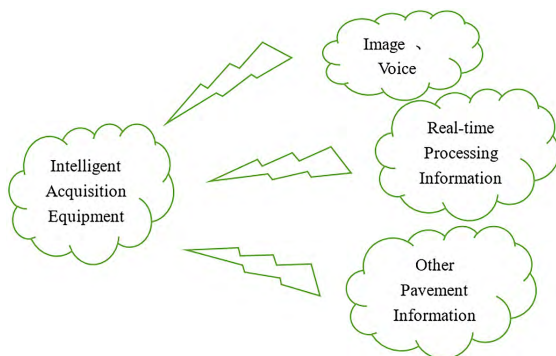 Image 、
Voice
Real-time
Processing
Information
Intelligent
Acquisition
Equipment
Other
Pavement
Information